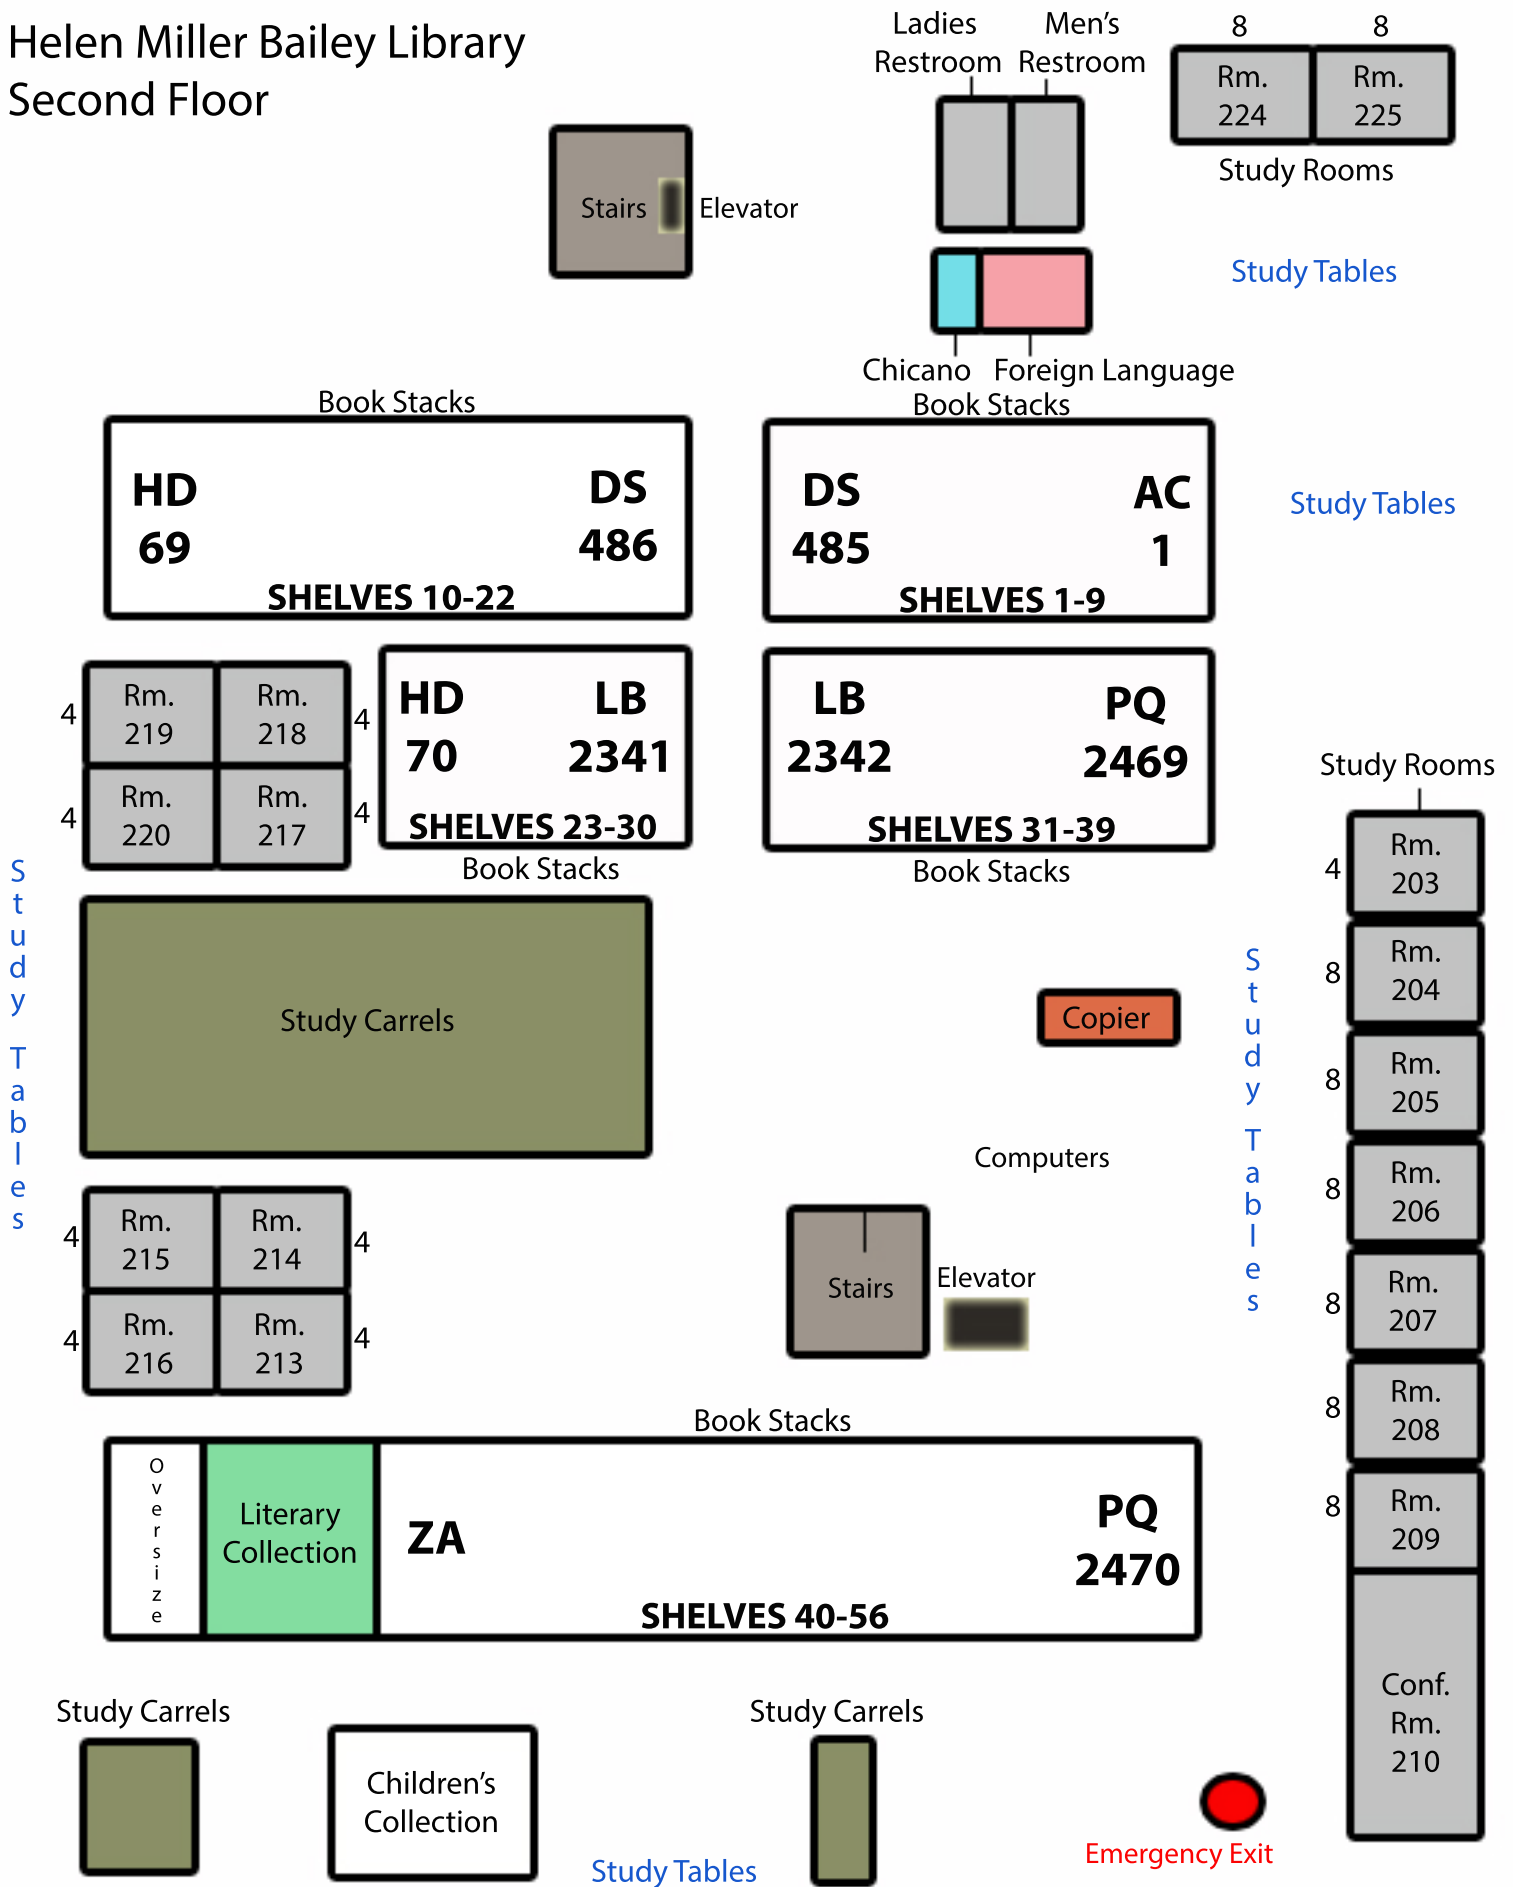 Helen Miller Bailey Library
Second Floor
Ladies
Restroom
Men's
Restroom
8
8
Rm.
224
Rm.
225
Study Rooms
Stairs
Elevator
Study Tables
Chicano
Foreign Language
Book Stacks
HD
69
DS
486
SHELVES 10-22
Book Stacks
DS
485
AC
1
SHELVES 1-9
Study Tables
4
Rm.
219
Rm.
218
4
4
Rm.
220
Rm.
217
4
HD
70
LB
2341
SHELVES 23-30
Book Stacks
LB
2342
PQ
2469
SHELVES 31-39
Book Stacks
Study Rooms
4
Rm.
203
8
Rm.
204
8
Rm.
205
8
Rm.
206
8
Rm.
207
8
Rm.
208
8
Rm.
209
Conf.
Rm.
210
Study Tables
Study Carrels
Copier
Study Tables
Computers
Stairs
Elevator
4
Rm.
215
Rm.
214
4
4
Rm.
216
Rm.
213
4
Book Stacks
Oversize
Literary
Collection
ZA
PQ
2470
SHELVES 40-56
Study Carrels
Children's
Collection
Study Tables
Study Carrels
Emergency Exit